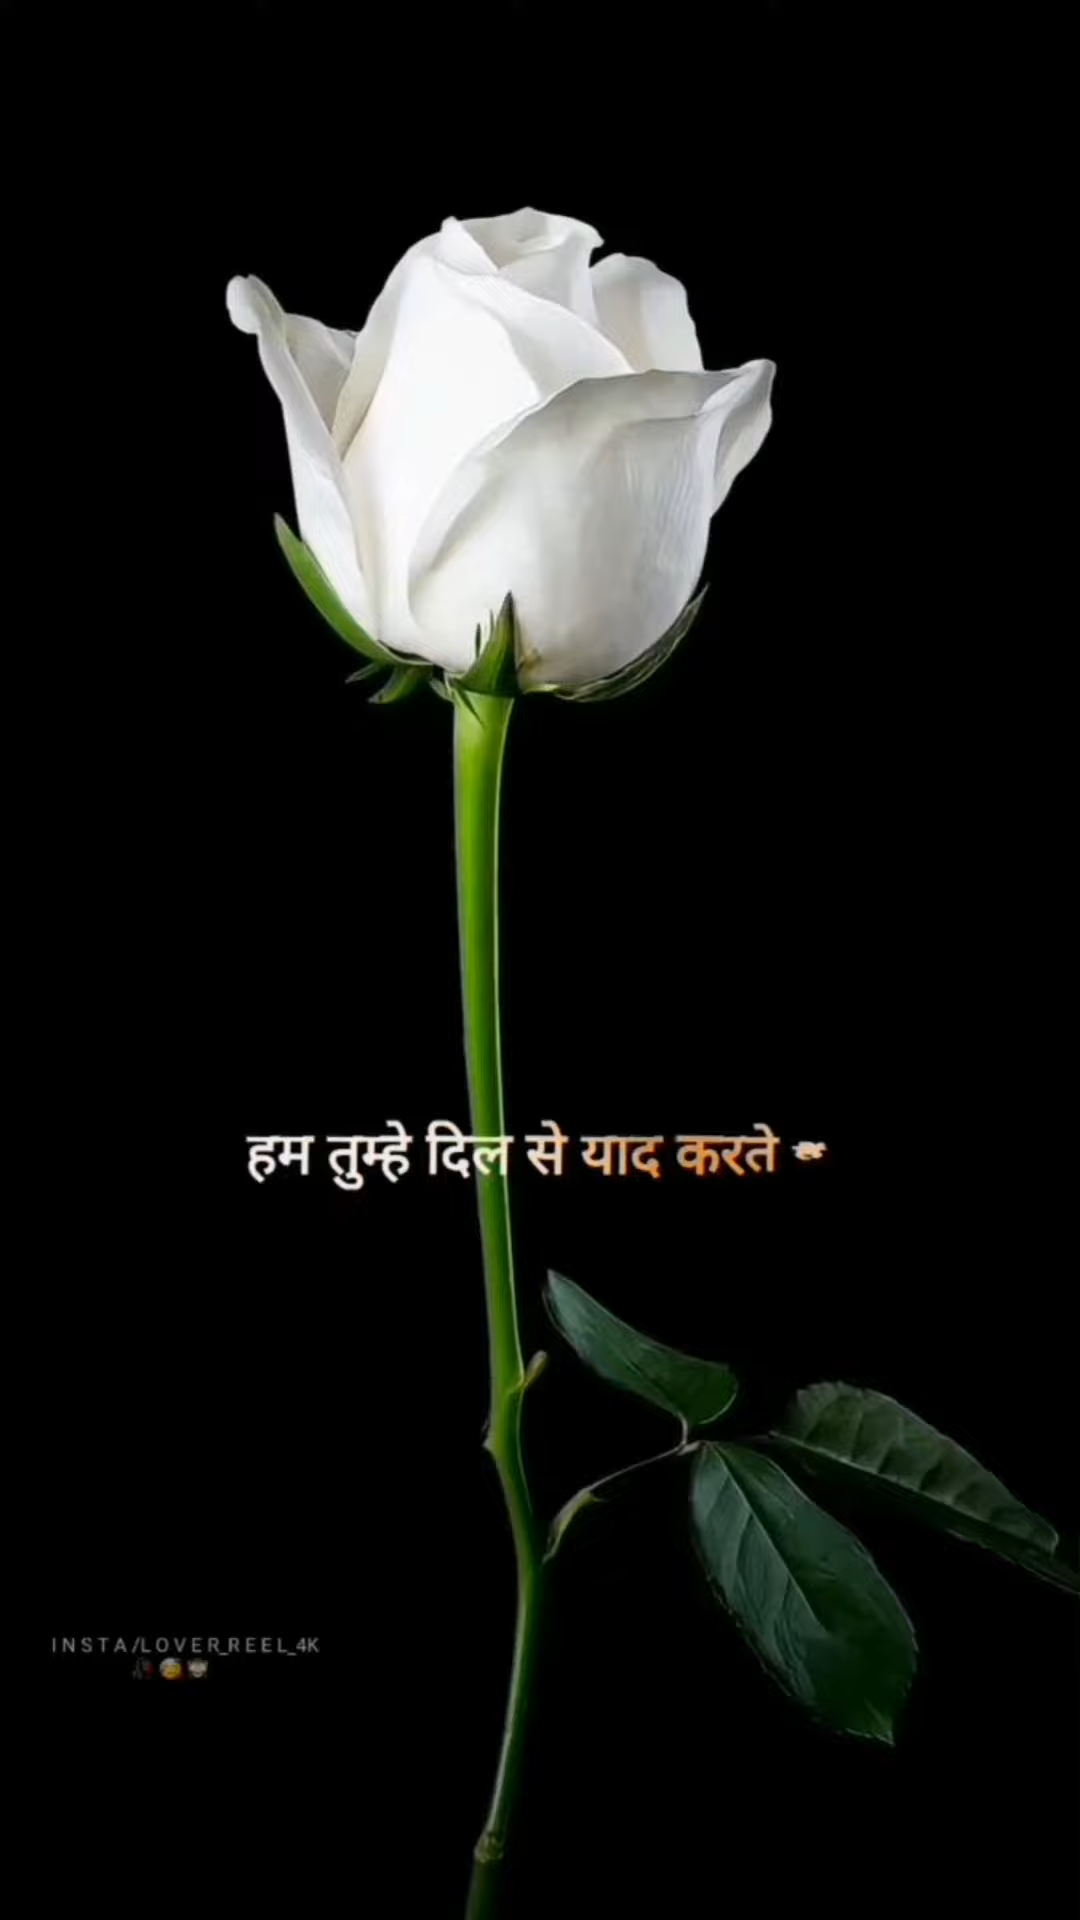 हम तुम्हे दिल से याद करते
INSTA/LOVER_REEL_4K